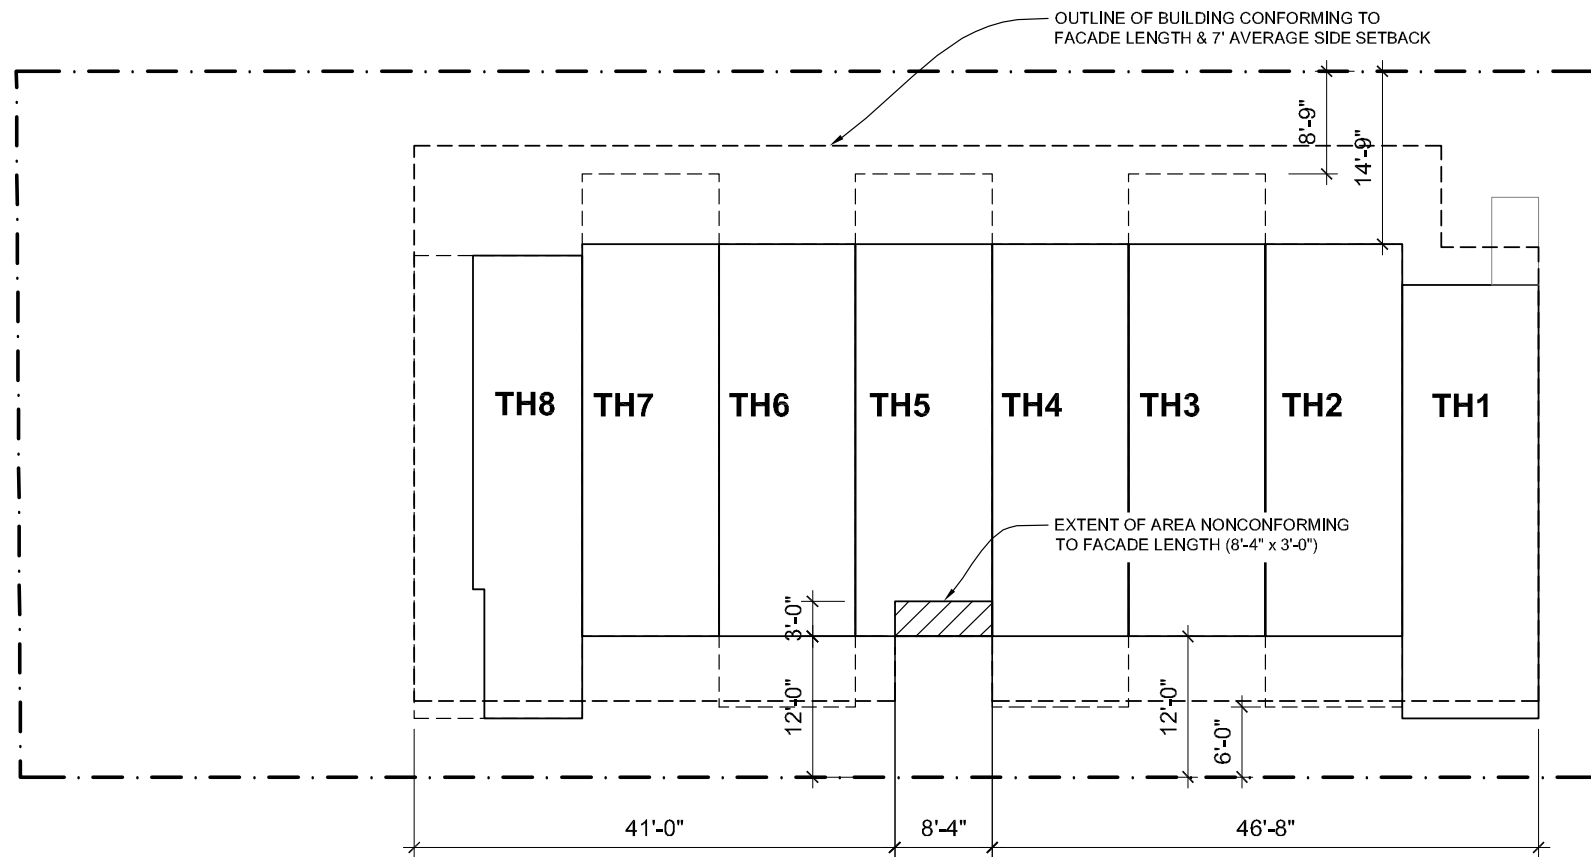 OUTLINE OF BUILDING CONFORMING TO
FACADE LENGTH & 7' AVERAGE SIDE SETBACK
8'-9"
14'-9"
TH8
TH7
TH6
TH5
TH4
TH3
TH2
TH1
EXTENT OF AREA NONCONFORMING
TO FACADE LENGTH (8'-4" x 3'-0")
3'-0"
12'-0"
12'-0"
6'-0"
41'-0"
8'-4"
46'-8"